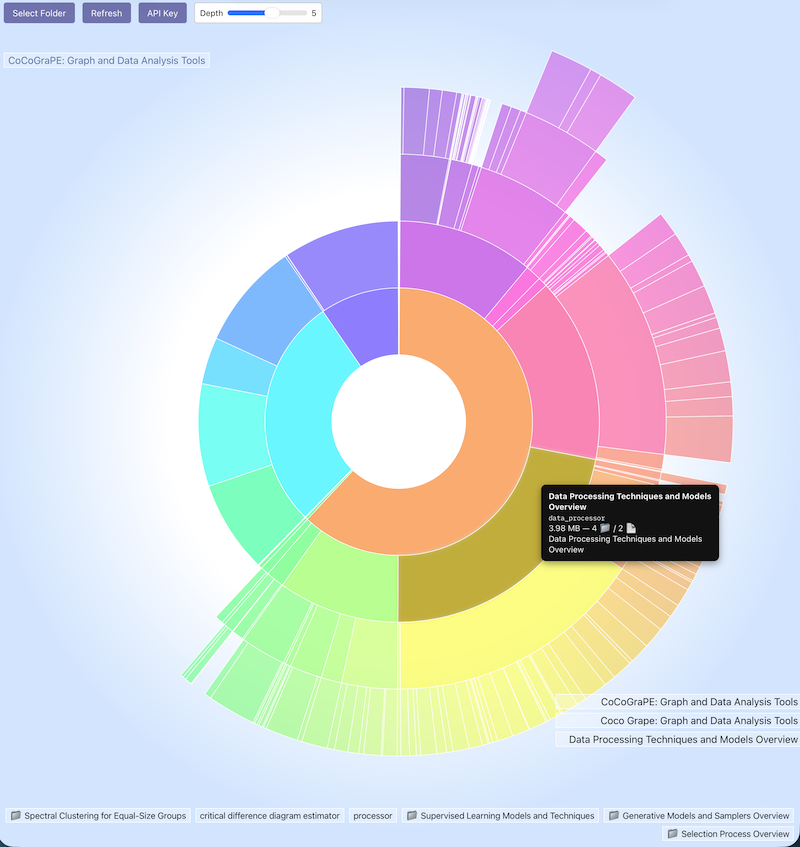 Select Folder
Refresh
API Key
Depth
5
CoCoGraPE: Graph and Data Analysis Tools
Data Processing Techniques and Models
Overview
data_processor
3.98 MB — 4 📁 / 2 📄
Data Processing Techniques and Models
Overview
CoCoGraPE: Graph and Data Analysis Tools
Coco Grape: Graph and Data Analysis Tools
Data Processing Techniques and Models Overview
📁 Spectral Clustering for Equal-Size Groups
critical difference diagram estimator
processor
📁 Supervised Learning Models and Techniques
📁 Generative Models and Samplers Overview
📁 Selection Process Overview